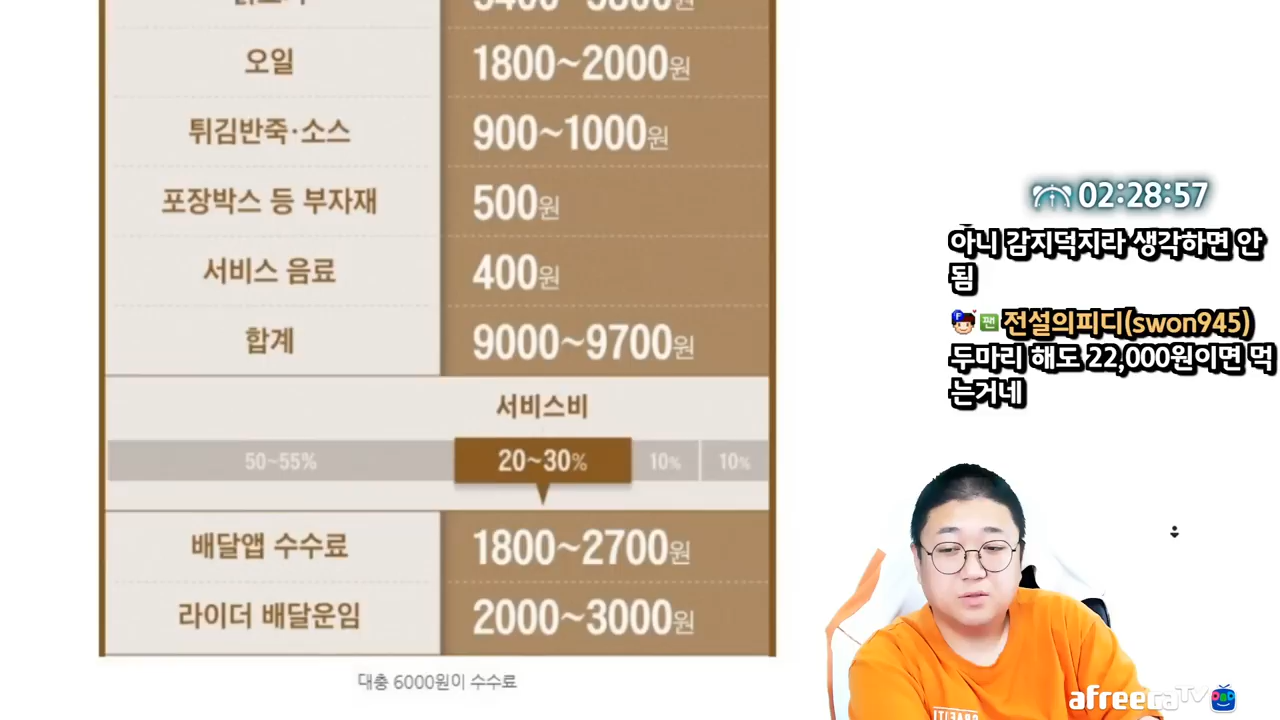 오일
1800~2000원
튀김반죽·소스
900~1000원
포장박스 등 부자재
500원
서비스 음료
400원
합계
9000~9700원
서비스비
50~55%
20~30%
10%
10%
배달앱 수수료
1800~2700원
라이더 배달운임
2000~3000원
대충 6000원이 수수료
02:28:57
아니 감지덕지라 생각하면 안
됨
팬 전설의피디(swon945)
두마리 해도 22,000원이면 먹
는거네
afreecaTV